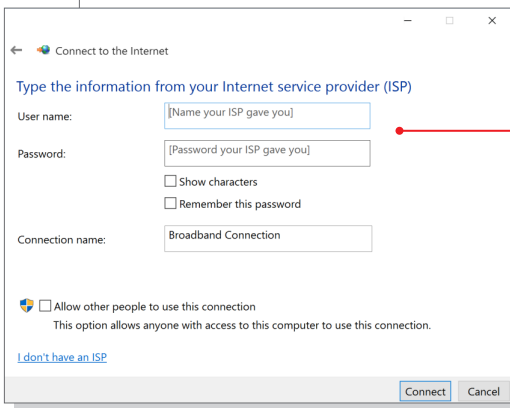 Connect to the Internet
Type the information from your Internet service provider (ISP)
User name:
[Name your ISP gave you]
Password:
[Password your ISP gave you]
Show characters
Remember this password
Connection name:
Broadband Connection
Allow other people to use this connection
This option allows anyone with access to this computer to use this connection.
I don't have an ISP
Connect
Cancel